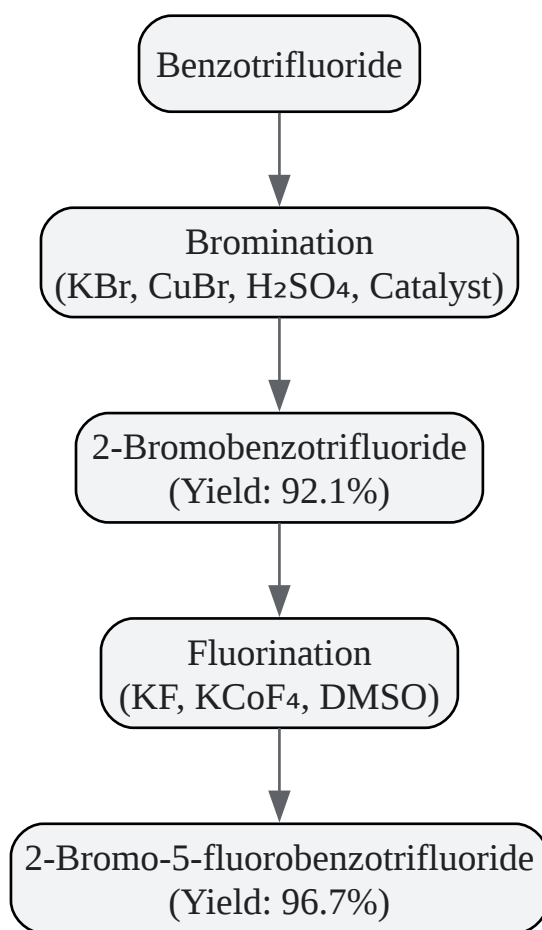 Benzotrifluoride
Bromination
(KBr, CuBr, H₂SO₄, Catalyst)
2-Bromobenzotrifluoride
(Yield: 92.1%)
Fluorination
(KF, KCoF₄, DMSO)
2-Bromo-5-fluorobenzotrifluoride
(Yield: 96.7%)